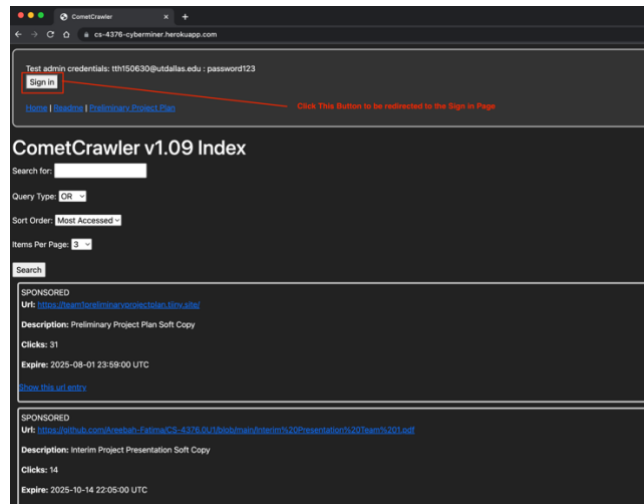 CometCrawler
cs-4376-cyberminer.herokuapp.com
Test admin credentials: tth150630@utdallas.edu : password123
Sign in
Click This Button to be redirected to the Sign in Page
Home | Readme | Preliminary Project Plan
CometCrawler v1.09 Index
Search for:
Query Type: OR
Sort Order: Most Accessed
Items Per Page: 3
Search
SPONSORED
Url: https://team1preliminaryprojectplan.tiiny.site/
Description: Preliminary Project Plan Soft Copy
Clicks: 31
Expire: 2025-08-01 23:59:00 UTC
Show this url entry
SPONSORED
Url: https://github.com/Areebah-Fatima/CS-4376.0U1/blob/main/Interim%20Presentation%20Team%201.pdf
Description: Interim Project Presentation Soft Copy
Clicks: 14
Expire: 2025-10-14 22:05:00 UTC